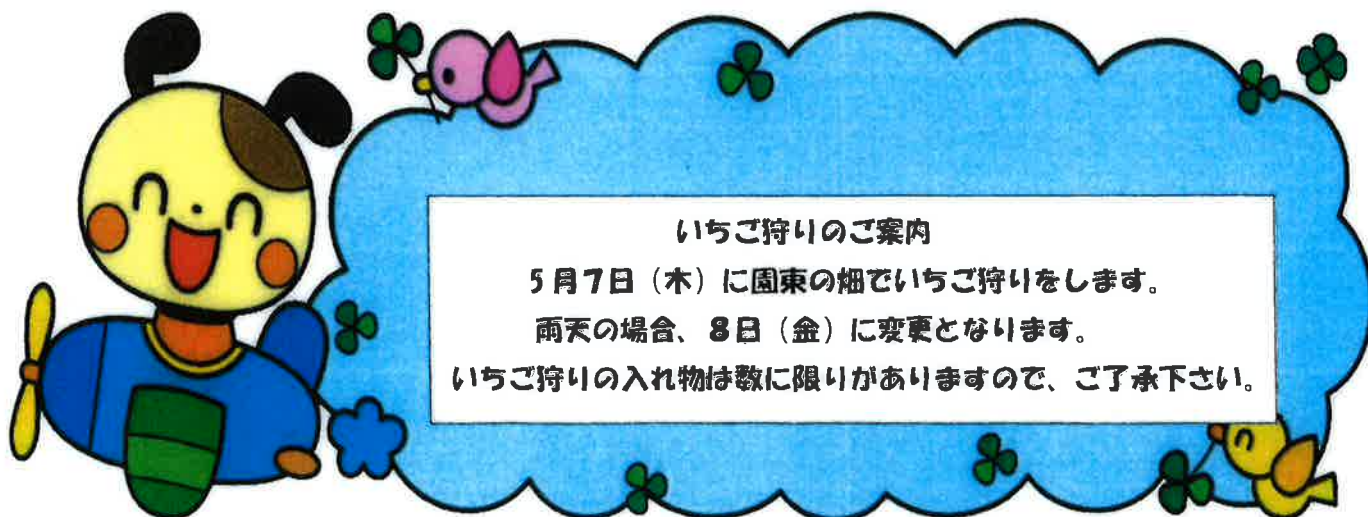 いちご狩りのご案内
5月7日（木）に園東の畑でいちご狩りをします。
雨天の場合、8日（金）に変更となります。
いちご狩りの入れ物は数に限りがありますので、ご了承下さい。